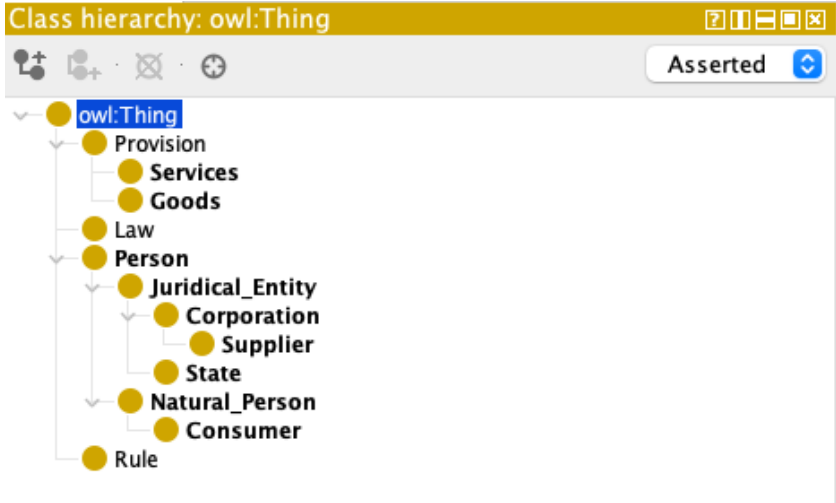 Class hierarchy: owl:Thing
Asserted
owl:Thing
Provision
Services
Goods
Law
Person
Juridical_Entity
Corporation
Supplier
State
Natural_Person
Consumer
Rule